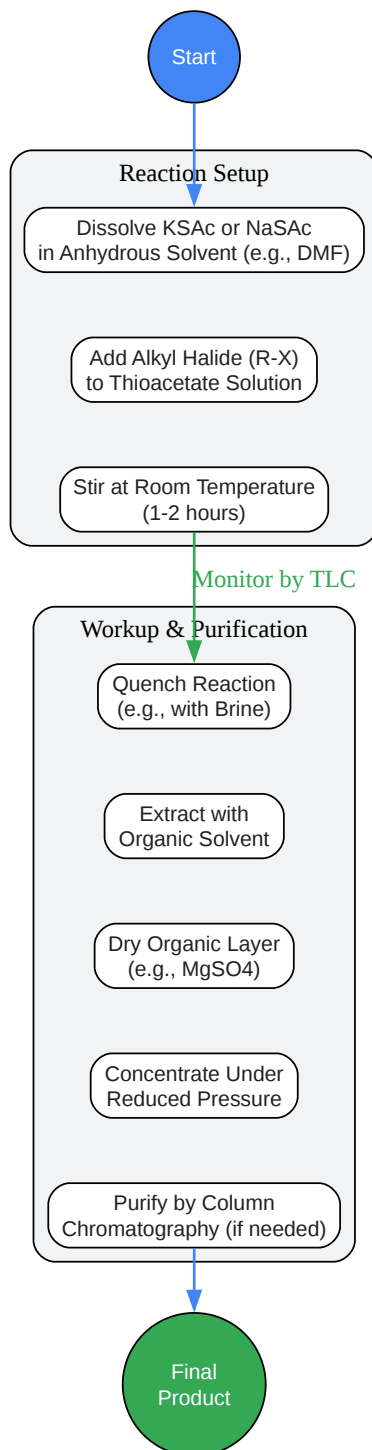 Start
Reaction Setup
Dissolve KSAc or NaSAc
in Anhydrous Solvent (e.g., DMF)
Add Alkyl Halide (R-X)
to Thioacetate Solution
Stir at Room Temperature
(1-2 hours)
Monitor by TLC
Workup & Purification
Quench Reaction
(e.g., with Brine)
Extract with
Organic Solvent
Dry Organic Layer
(e.g., MgSO4)
Concentrate Under
Reduced Pressure
Purify by Column
Chromatography (if needed)
Final
Product